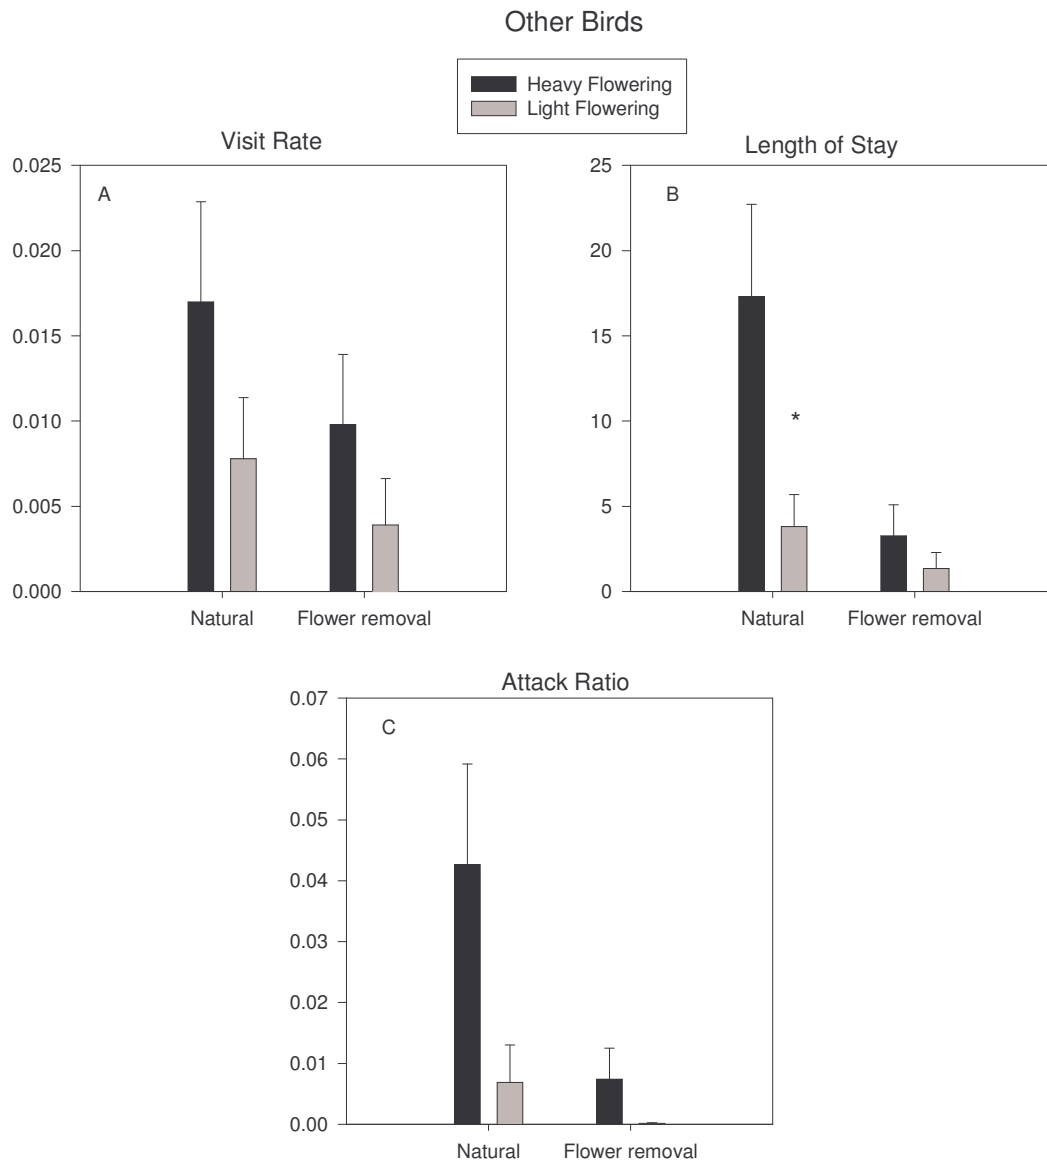 Other Birds
Heavy Flowering
Light Flowering
Visit Rate
A
0.025
0.020
0.015
0.010
0.005
0.000
Natural Flower removal
Length of Stay
B
25
20
15
10
5
0
*
Natural Flower removal
Attack Ratio
C
0.07
0.06
0.05
0.04
0.03
0.02
0.01
0.00
Natural Flower removal